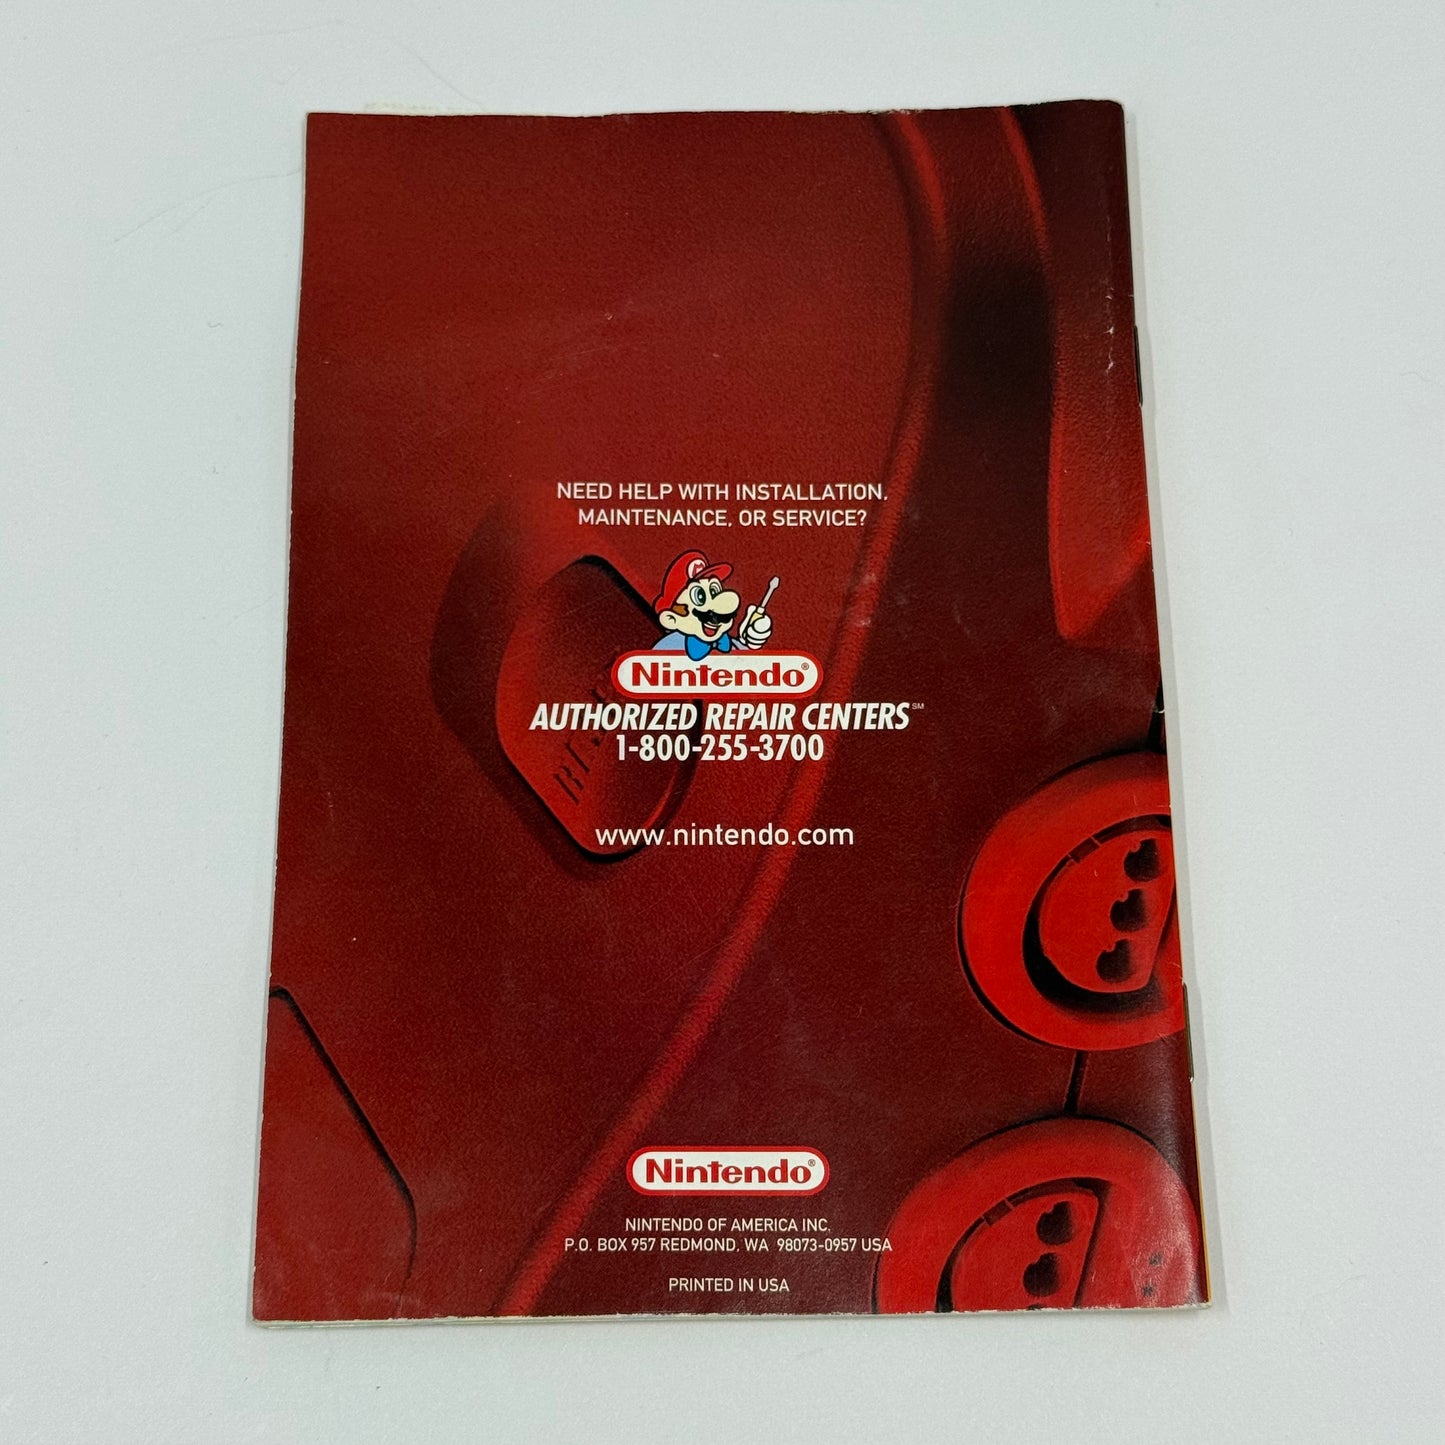 NEED HELP WITH INSTALLATION,
MAINTENANCE, OR SERVICE?
M
Nintendo®
AUTHORIZED REPAIR CENTERS℠
1-800-255-3700
www.nintendo.com
Nintendo®
NINTENDO OF AMERICA INC.
P.O. BOX 957 REDMOND, WA 98073-0957 USA
PRINTED IN USA